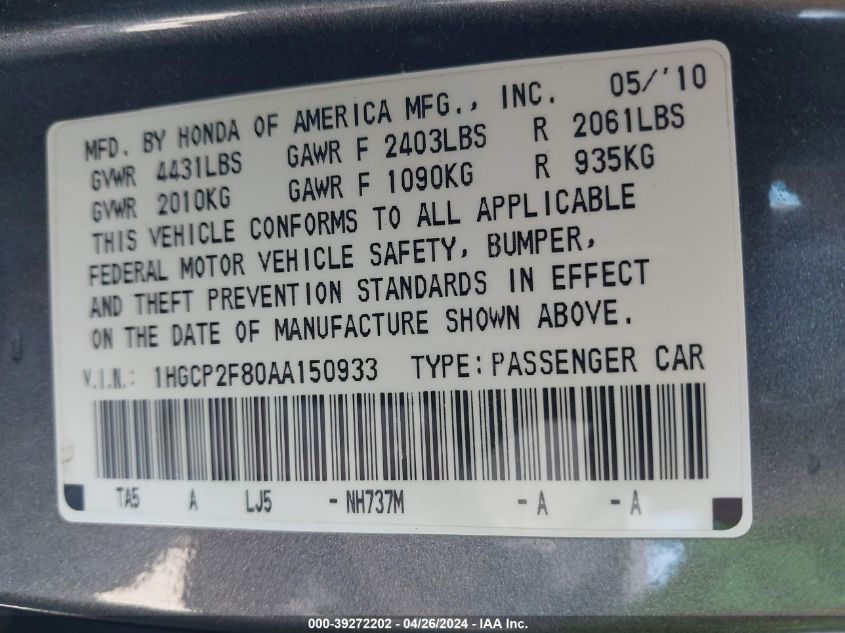 MFD. BY HONDA OF AMERICA MFG., INC. 05/'10
GVWR 4431LBS GAWR F 2403LBS R 2061LBS
GVWR 2010KG GAWR F 1090KG R 935KG
THIS VEHICLE CONFORMS TO ALL APPLICABLE
FEDERAL MOTOR VEHICLE SAFETY, BUMPER,
AND THEFT PREVENTION STANDARDS IN EFFECT
ON THE DATE OF MANUFACTURE SHOWN ABOVE.
V.I.N.: 1HGCP2F80AA150933 TYPE: PASSENGER CAR
TA5 A LJ5 - NH737M - A - A
000-39272202 - 04/26/2024 - IAA Inc.